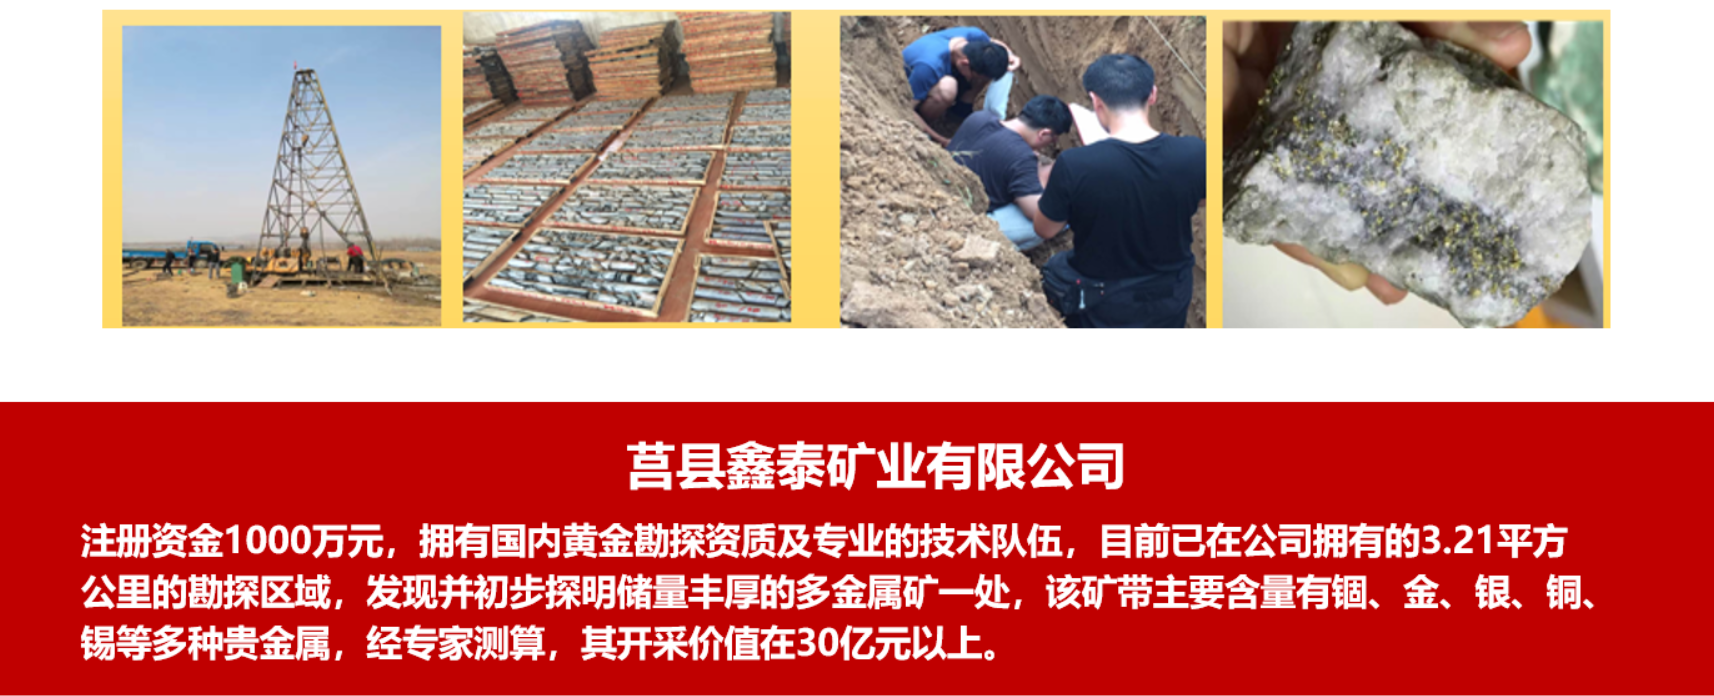 莒县鑫泰矿业有限公司
注册资金1000万元，拥有国内黄金勘探资质及专业的技术队伍，目前已在公司拥有的3.21平方
公里的勘探区域，发现并初步探明储量丰厚的多金属矿一处，该矿带主要含量有锢、金、银、铜、
锡等多种贵金属，经专家测算，其开采价值在30亿元以上。